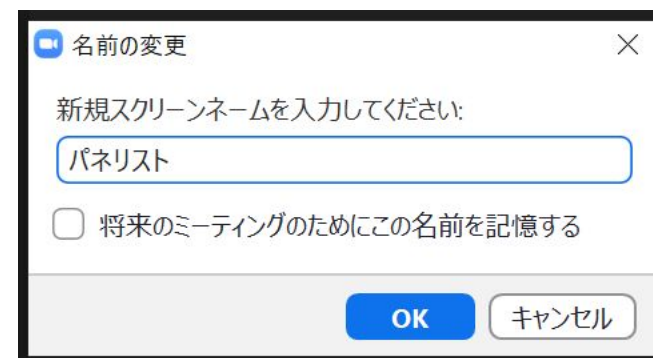 名前の変更
新規スクリーンネームを入力してください:
パネリスト
将来のミーティングのためにこの名前を記憶する
OK
キャンセル